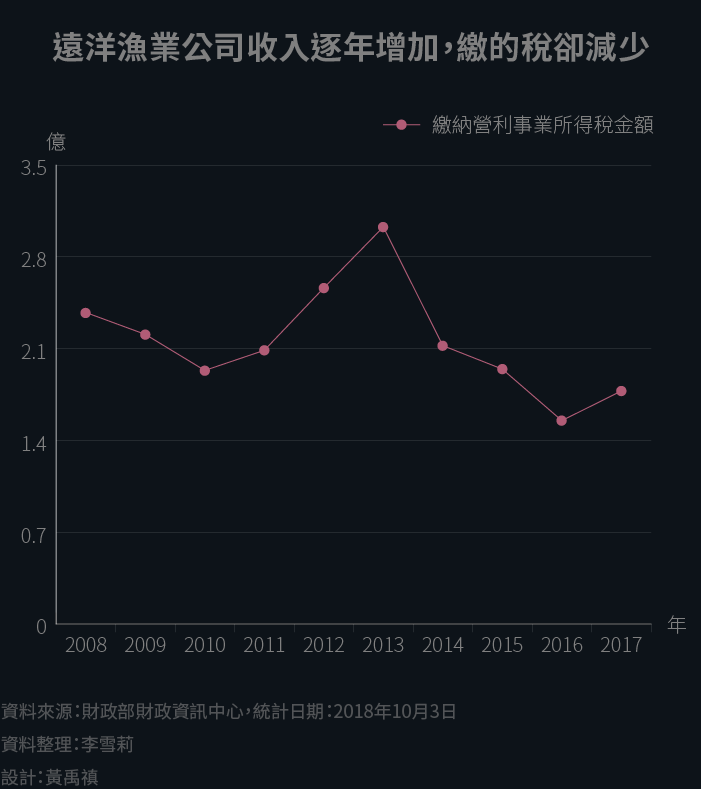 遠洋漁業公司收入逐年增加，繳的稅卻減少
繳納營利事業所得稅金額
億
3.5
2.8
2.1
1.4
0.7
0
2008 2009 2010 2011 2012 2013 2014 2015 2016 2017 年
資料來源：財政部財政資訊中心，統計日期：2018年10月3日
資料整理：李雪莉
設計：黃禹禛